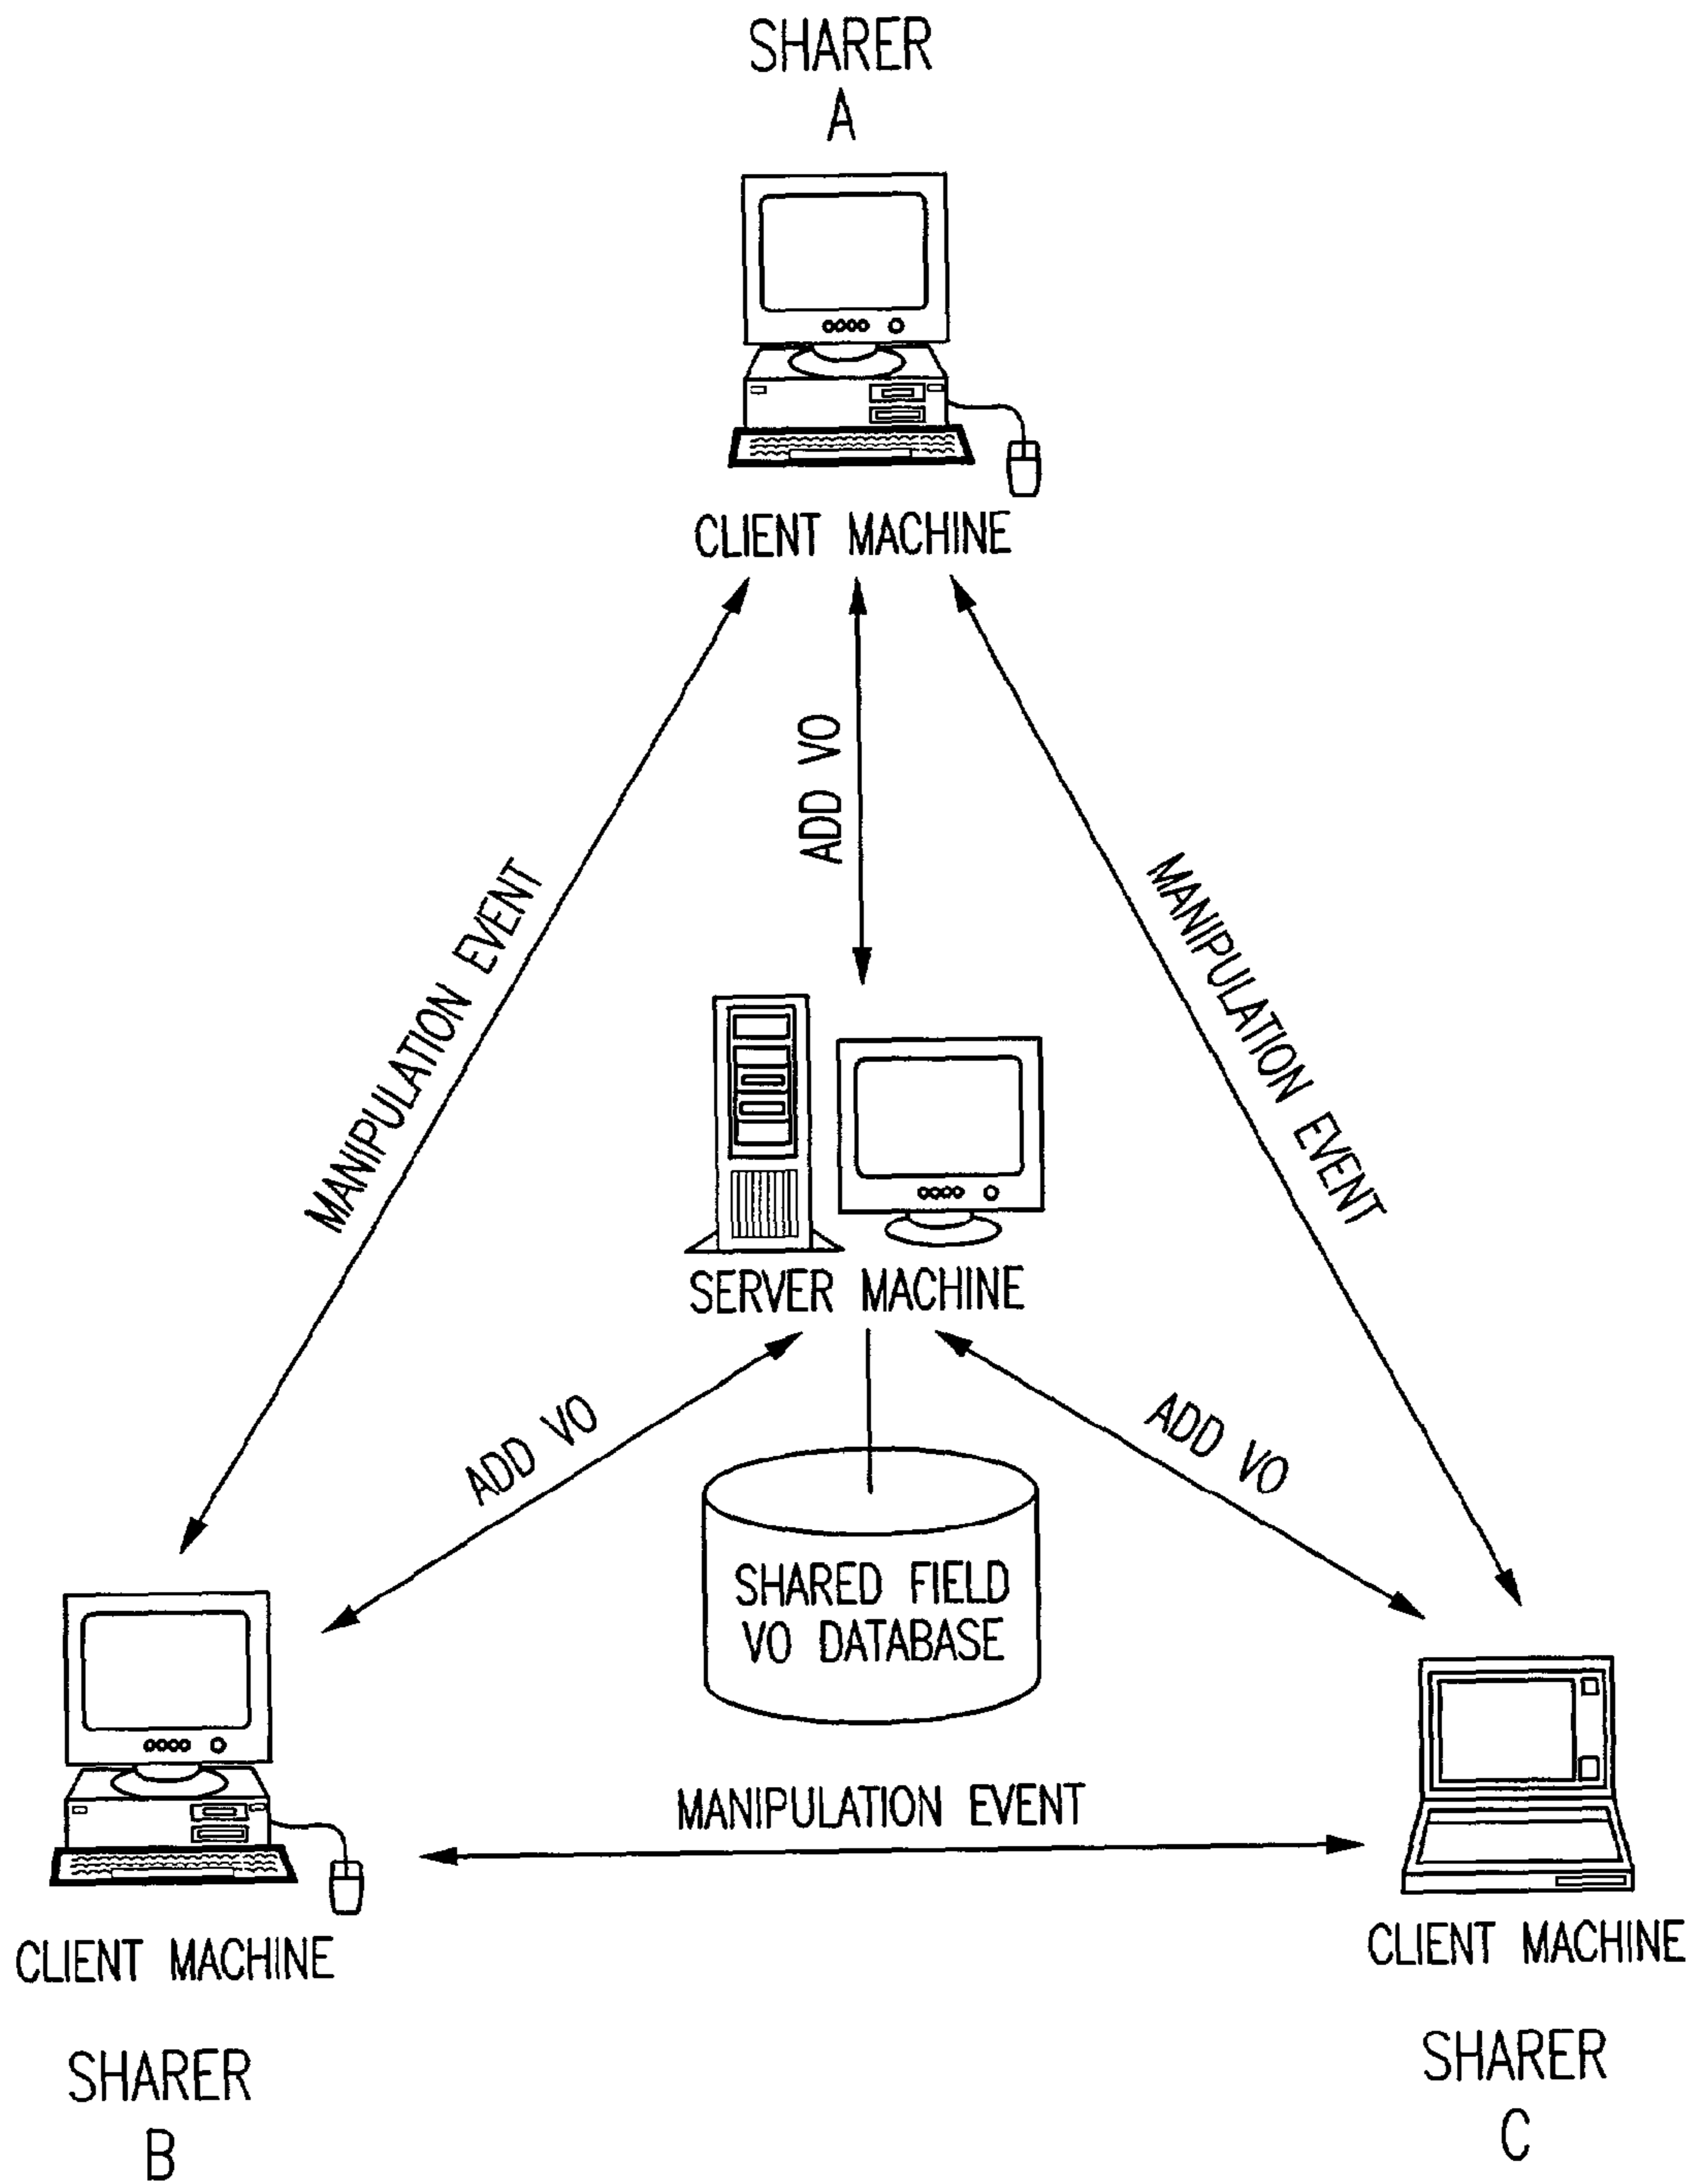 SHARER
A
CLIENT MACHINE
ADD VO
MANIPULATION EVENT
MANIPULATION EVENT
SERVER MACHINE
ADD VO
ADD VO
SHARED FIELD
VO DATABASE
MANIPULATION EVENT
CLIENT MACHINE
CLIENT MACHINE
SHARER
B
SHARER
C